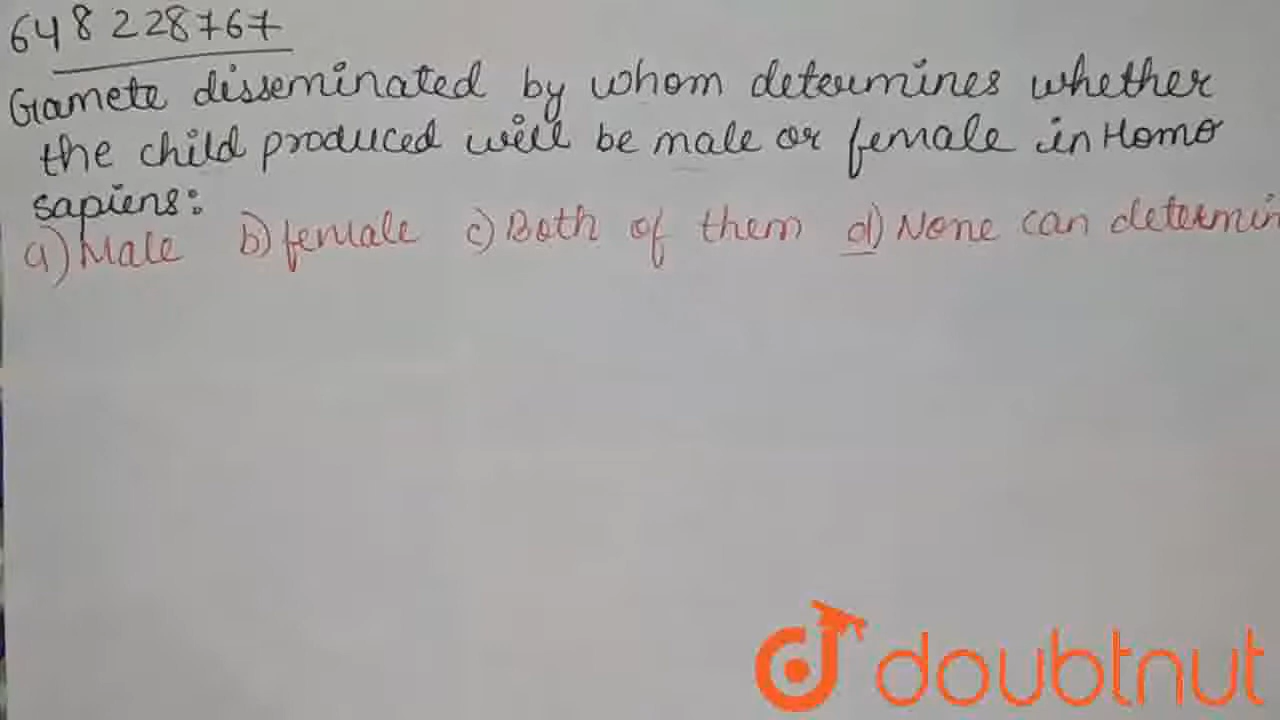 648228767
Gamete disseminated by whom determines whether
the child produced will be male or female in Homo
sapiens:
a) Male b) female c) Both of them d) None can determin
doubtnut